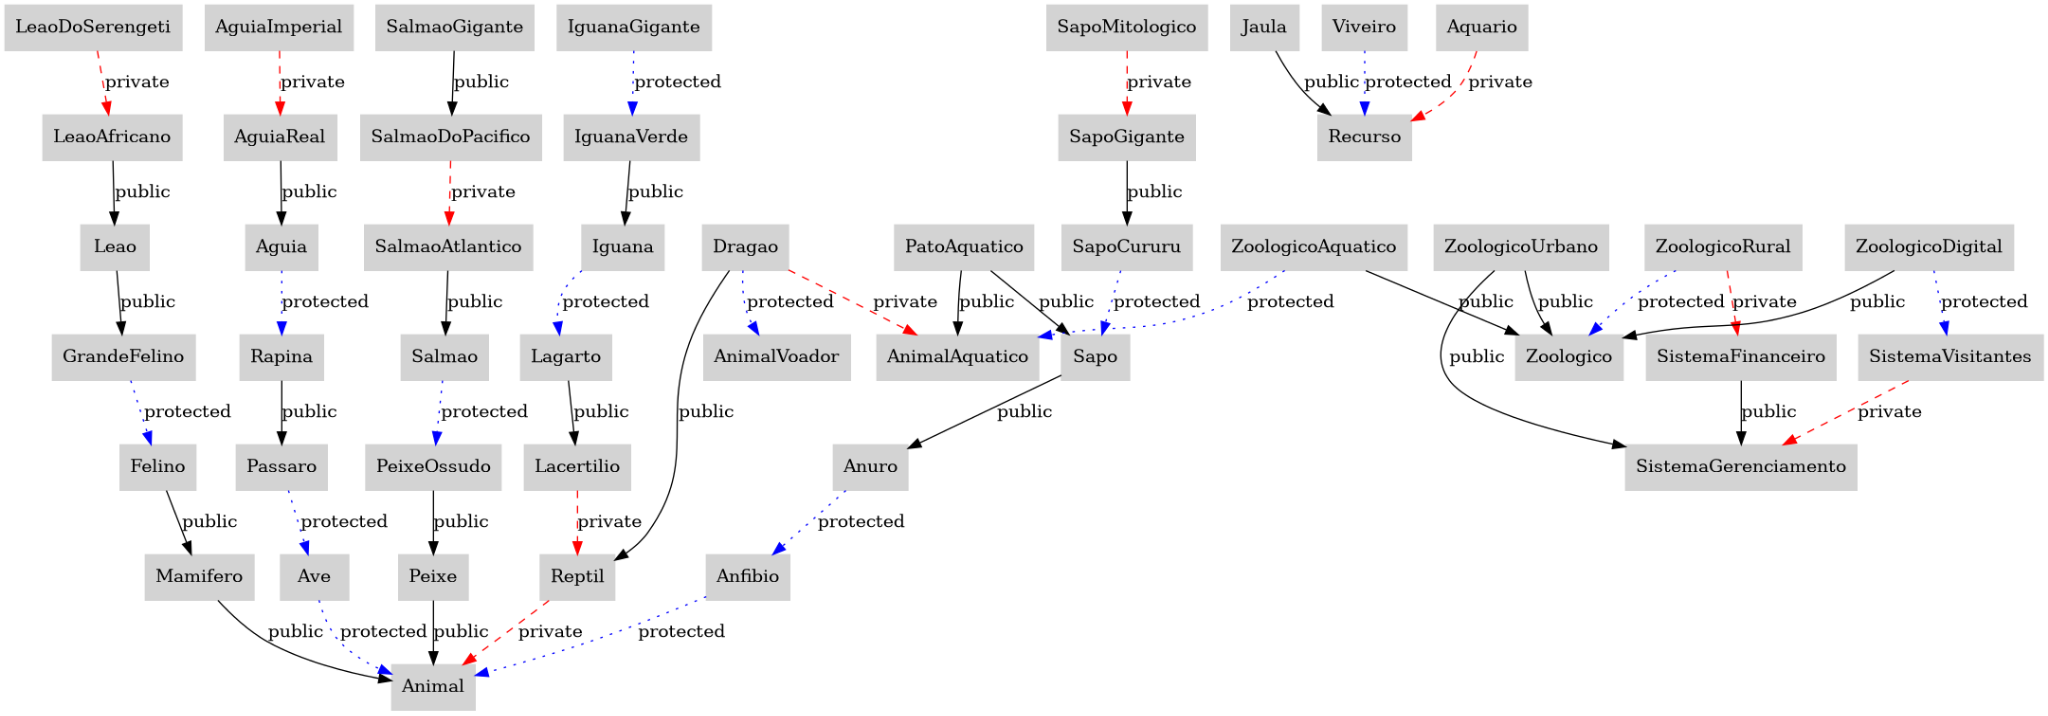 LeaoDoSerengeti AguiaImperial SalmaoGigante IguanaGigante SapoMitologico Jaula Viveiro Aquario
private private public protected private public protected private
LeaoAfricano AguiaReal SalmaoDoPacifico IguanaVerde SapoGigante Recurso
public public private public public
Leao Aguia SalmaoAtlantico Iguana Dragao PatoAquatico SapoCururu ZoologicoAquatico ZoologicoUrbano ZoologicoRural ZoologicoDigital
public protected public protected protected private public public protected protected public public protected private public protected
GrandeFelino Rapina Salmao Lagarto AnimalVoador AnimalAquatico Sapo Zoologico SistemaFinanceiro SistemaVisitantes
public
protected public protected public public public public private
Felino Passaro PeixeOssudo Lacertilio Anuro SistemaGerenciamento
public protected public private protected
Mamifero Ave Peixe Reptil Anfibio
public protected public private protected
Animal